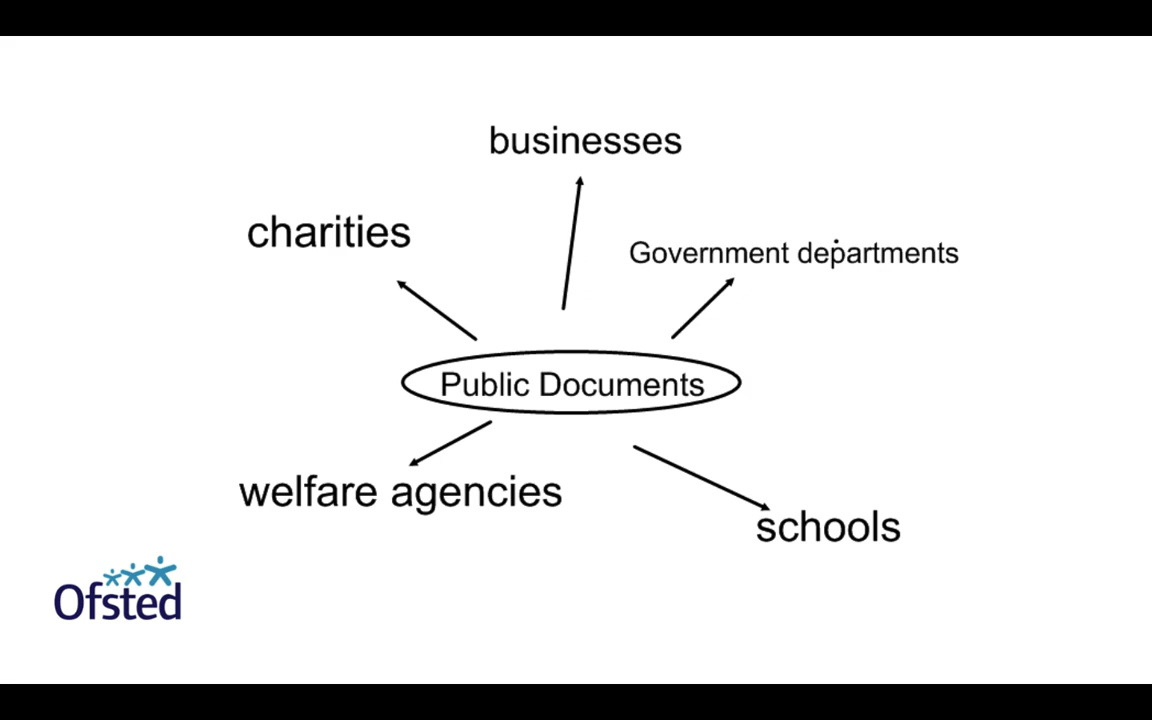 businesses
charities
Government departments
Public Documents
welfare agencies
schools
Ofsted